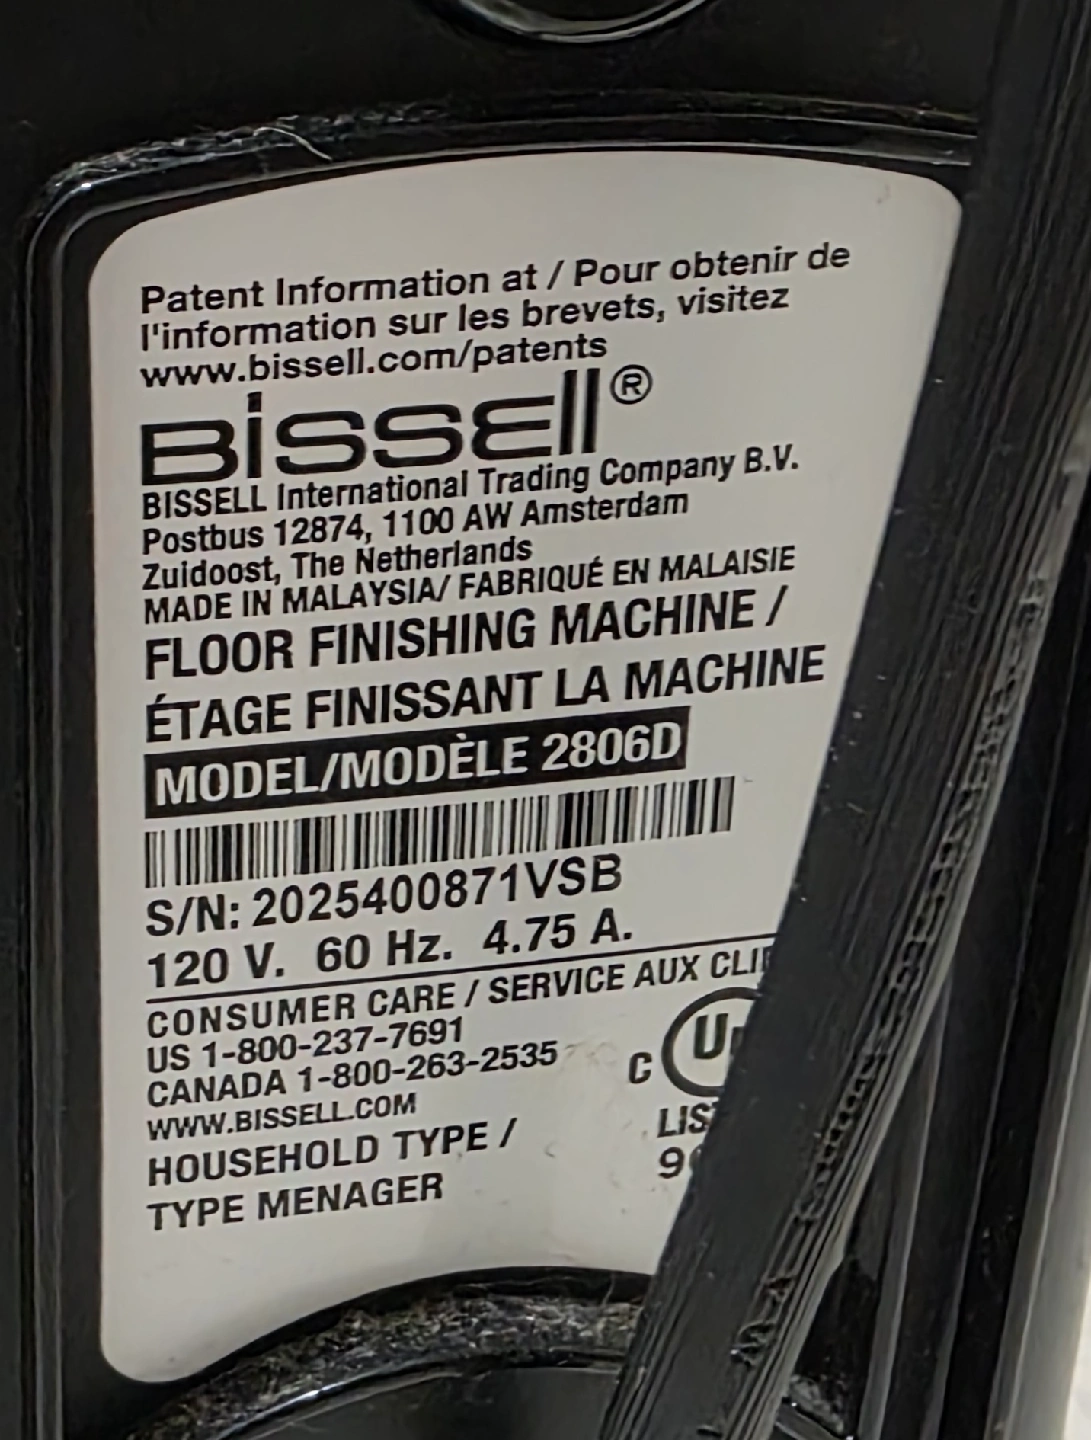 Patent Information at / Pour obtenir de
l'information sur les brevets, visitez
www.bissell.com/patents
BISSELL®
BISSELL International Trading Company B.V.
Postbus 12874, 1100 AW Amsterdam
Zuidoost, The Netherlands
MADE IN MALAYSIA/ FABRIQUÉ EN MALAISIE
FLOOR FINISHING MACHINE /
ÉTAGE FINISSANT LA MACHINE
MODEL/MODÈLE 2806D
S/N: 2025400871VSB
120 V. 60 Hz. 4.75 A.
CONSUMER CARE / SERVICE AUX
US 1-800-237-7691
CANADA 1-800-263-2535
C
WWW.BISSELL.COM
HOUSEHOLD TYPE /
TYPE MENAGER